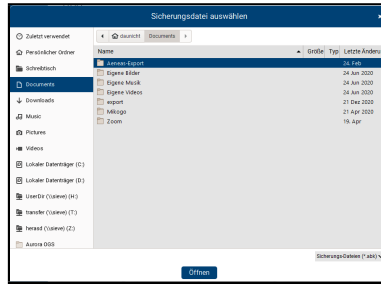 Sicherungsdatei auswählen
Zuletzt verwendet
Persönlicher Ordner
Schreibtisch
Documents
Downloads
Music
Pictures
Videos
Lokaler Datenträger (C:)
Lokaler Datenträger (D:)
UserDir (\\sieve) (H:)
transfer (\\sieve) (T:)
herasd (\\sieve) (Z:)
Aurora OGS
daunicht Documents
Name Größe Typ Letzte Änderu
Aeneas-Export 24. Feb
Eigene Bilder 24 Jun 2020
Eigene Musik 24 Jun 2020
Eigene Videos 24 Jun 2020
export 21 Dez 2020
Mikogo 21 Apr 2020
Zoom 19. Apr
Sicherungs-Dateien (*.abk)
Öffnen